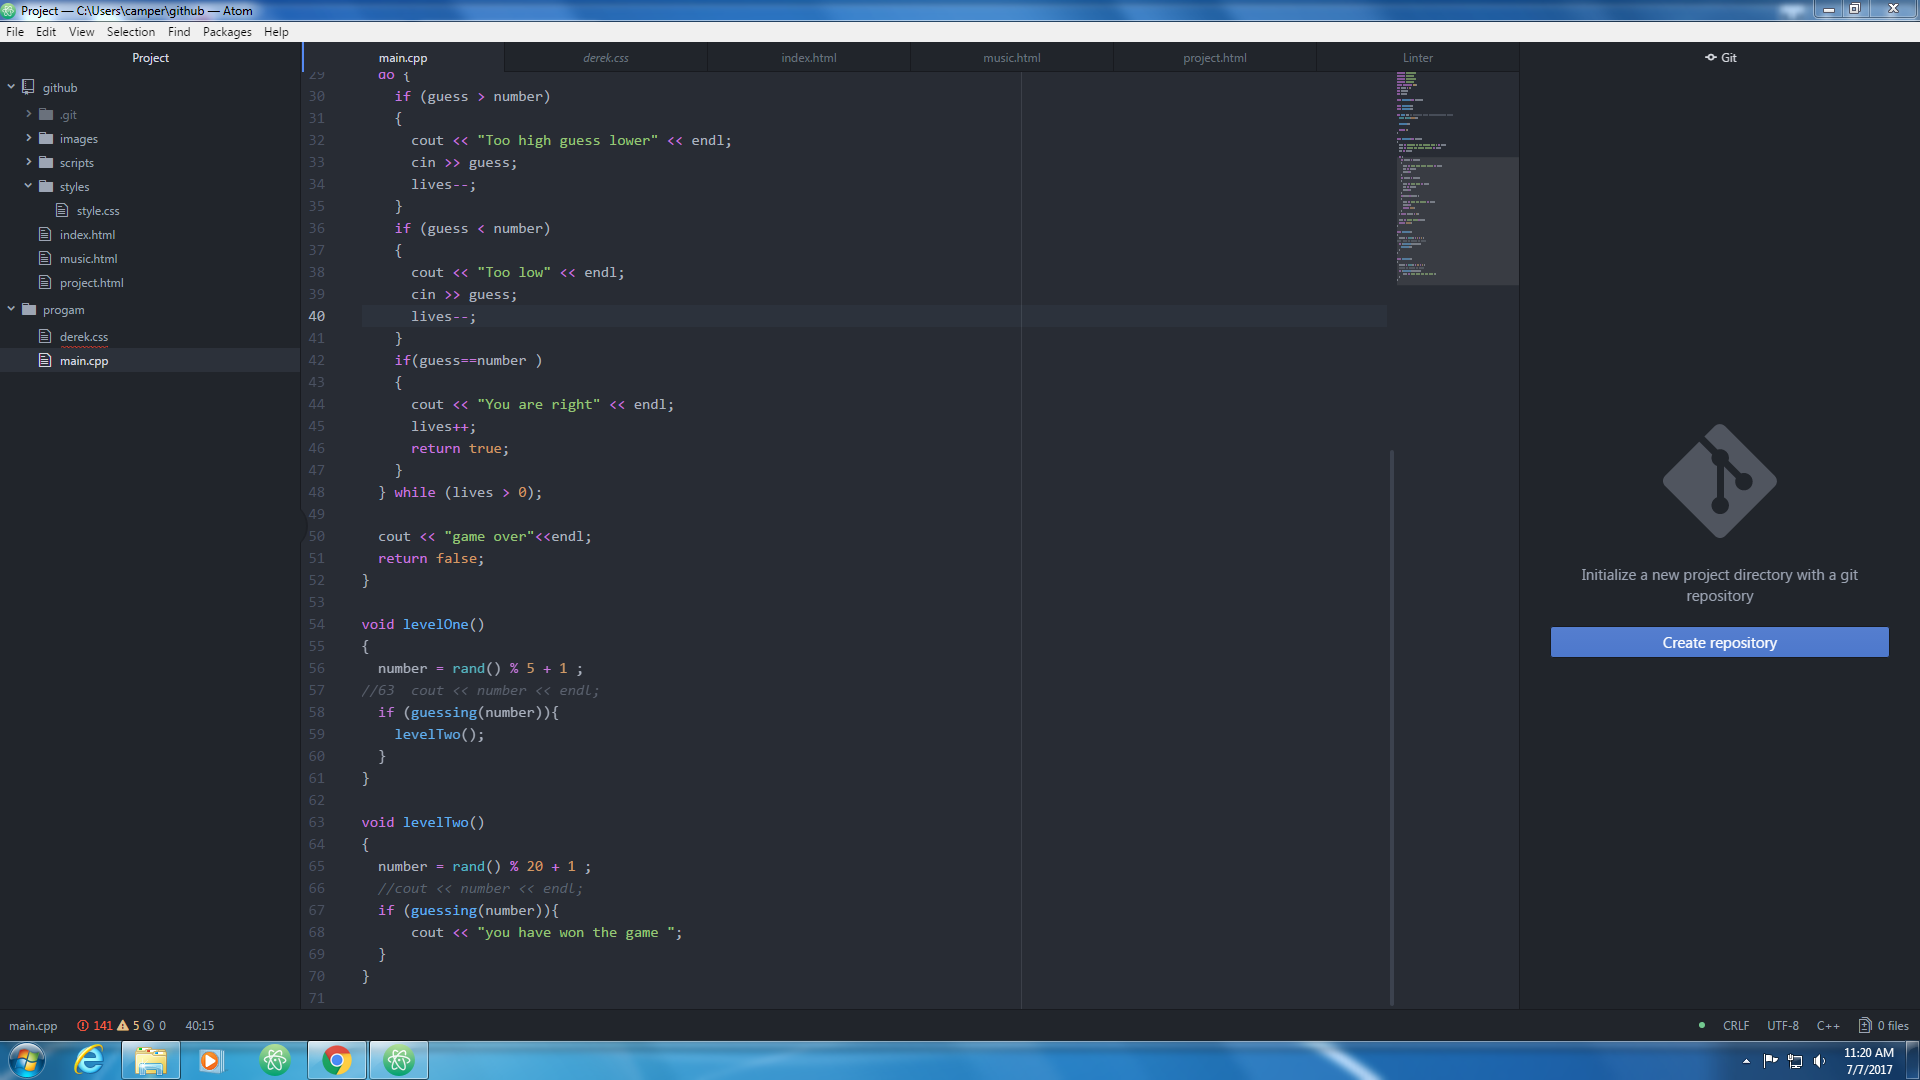 Project — C:\Users\camper\github — Atom
File Edit View Selection Find Packages Help
Project
github
.git
images
scripts
styles
style.css
index.html
music.html
project.html
progam
derek.css
main.cpp
main.cpp derek.css index.html music.html project.html Linter
29 do {
30 if (guess > number)
31 {
32 cout << "Too high guess lower" << endl;
33 cin >> guess;
34 lives--;
35 }
36 if (guess < number)
37 {
38 cout << "Too low" << endl;
39 cin >> guess;
40 lives--;
41 }
42 if(guess==number )
43 {
44 cout << "You are right" << endl;
45 lives++;
46 return true;
47 }
48 } while (lives > 0);
49
50 cout << "game over"<<endl;
51 return false;
52 }
53
54 void levelOne()
55 {
56 number = rand() % 5 + 1 ;
57 //63  cout << number << endl;
58 if (guessing(number)){
59 levelTwo();
60 }
61 }
62
63 void levelTwo()
64 {
65 number = rand() % 20 + 1 ;
66 //cout << number << endl;
67 if (guessing(number)){
68 cout << "you have won the game ";
69 }
70 }
71
Git
Initialize a new project directory with a git
repository
Create repository
main.cpp 141 5 0 40:15
CRLF UTF-8 C++ 0 files
11:20 AM
7/7/2017